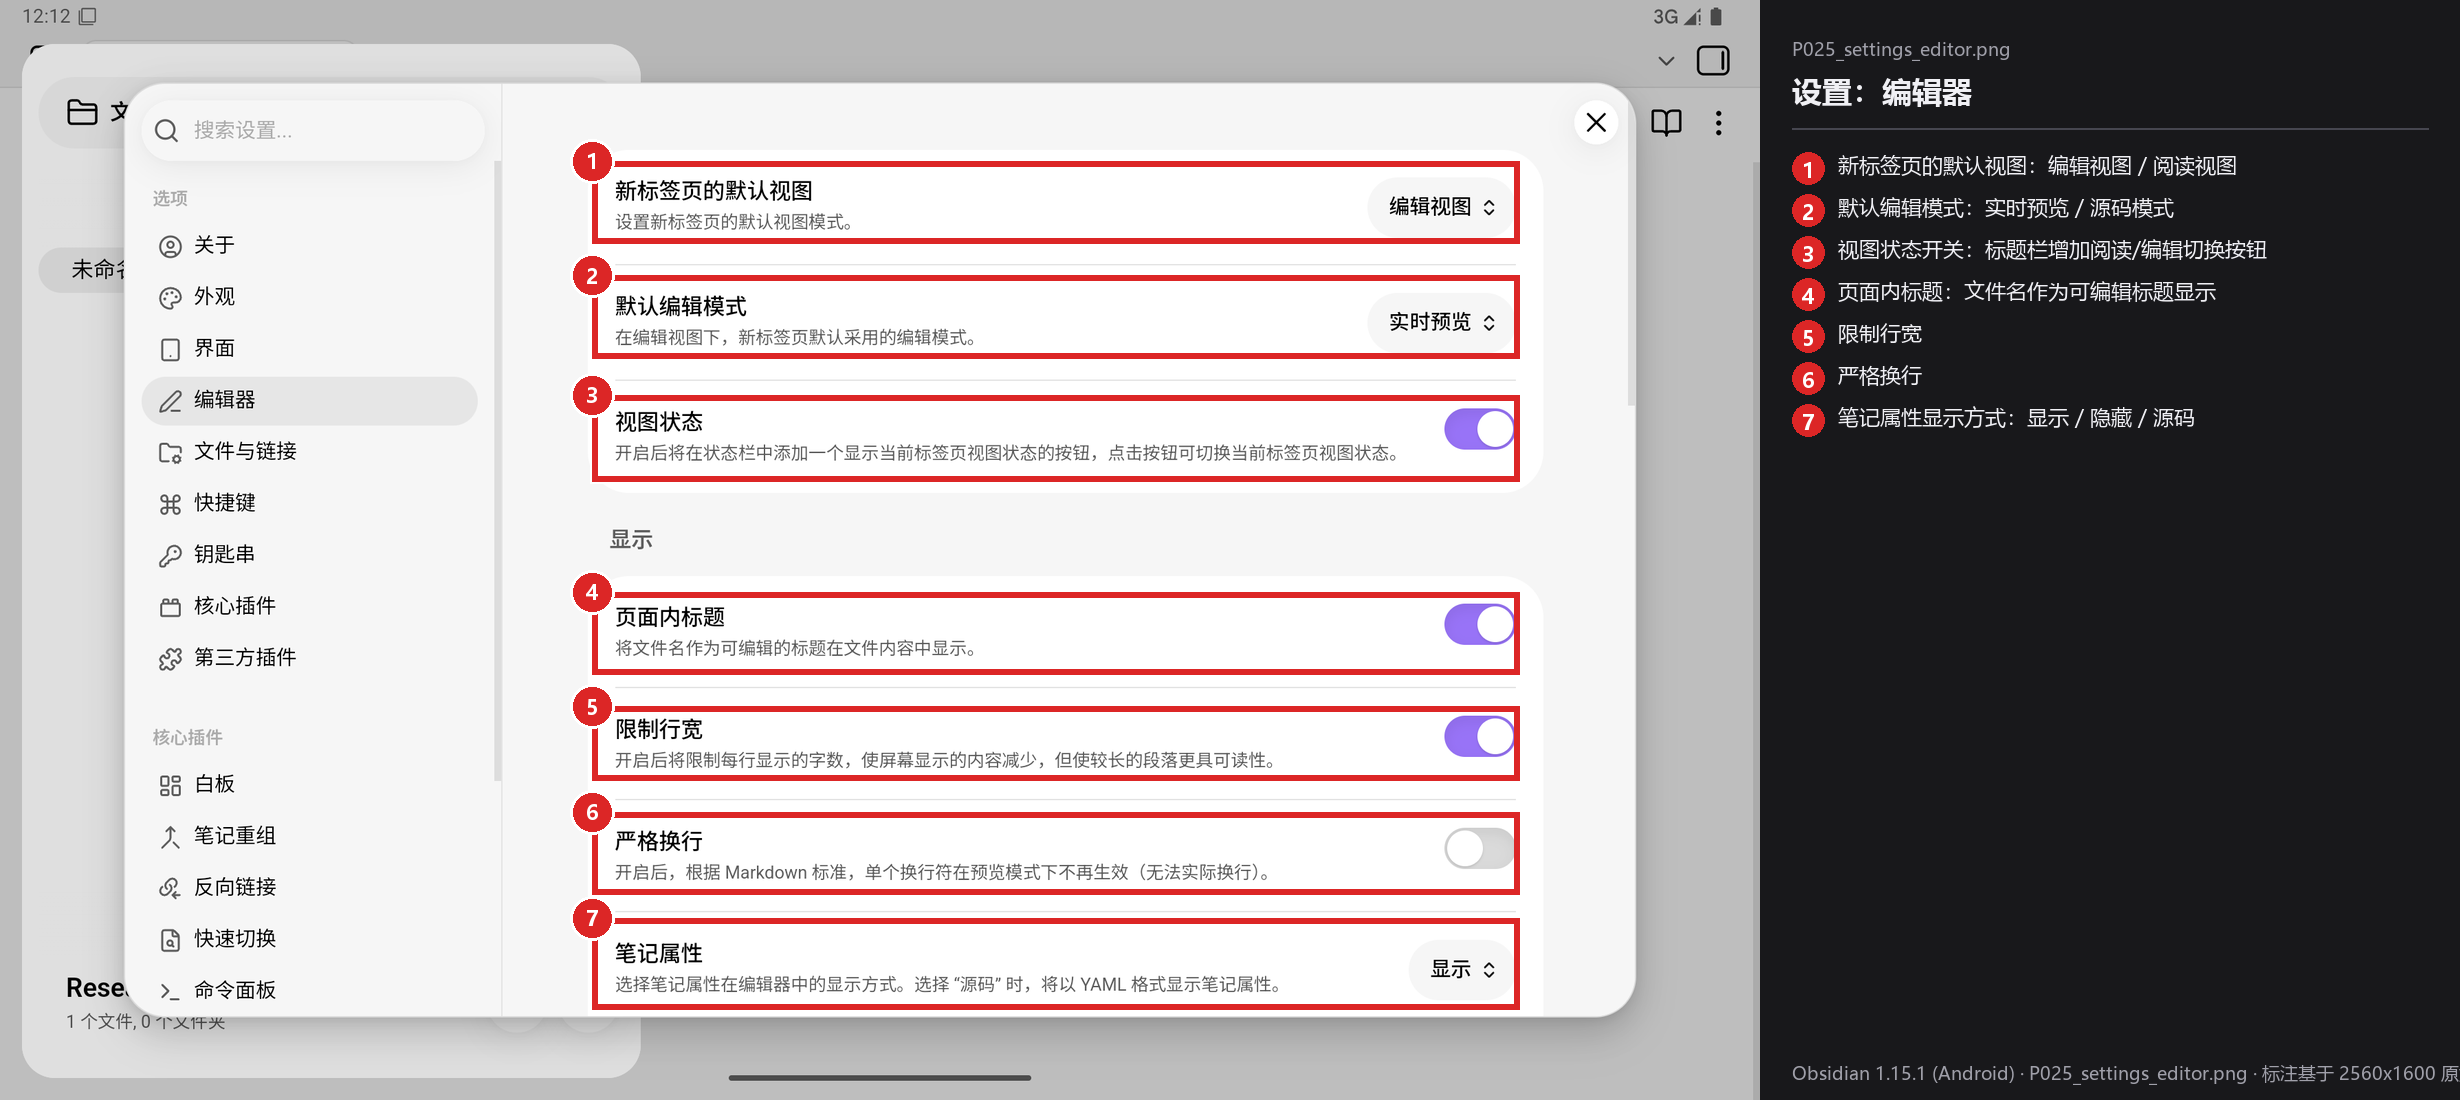 12:12
3G
搜索设置...
选项
关于
外观
界面
编辑器
文件与链接
快捷键
钥匙串
核心插件
第三方插件
核心插件
白板
笔记重组
反向链接
快速切换
命令面板
未命
1 个文件, 0 个文件夹
1
新标签页的默认视图
设置新标签页的默认视图模式。
编辑视图
2
默认编辑模式
在编辑视图下，新标签页默认采用的编辑模式。
实时预览
3
视图状态
开启后将在状态栏中添加一个显示当前标签页视图状态的按钮，点击按钮可切换当前标签页视图状态。
显示
4
页面内标题
将文件名作为可编辑的标题在文件内容中显示。
5
限制行宽
开启后将限制每行显示的字数，使屏幕显示的内容减少，但使较长的段落更具可读性。
6
严格换行
开启后，根据 Markdown 标准，单个换行符在预览模式下不再生效（无法实际换行）。
7
笔记属性
选择笔记属性在编辑器中的显示方式。选择 “源码” 时，将以 YAML 格式显示笔记属性。
显示
P025_settings_editor.png
设置：编辑器
1 新标签页的默认视图：编辑视图 / 阅读视图
2 默认编辑模式：实时预览 / 源码模式
3 视图状态开关：标题栏增加阅读/编辑切换按钮
4 页面内标题：文件名作为可编辑标题显示
5 限制行宽
6 严格换行
7 笔记属性显示方式：显示 / 隐藏 / 源码
Obsidian 1.15.1 (Android) · P025_settings_editor.png · 标注基于 2560x1600 原